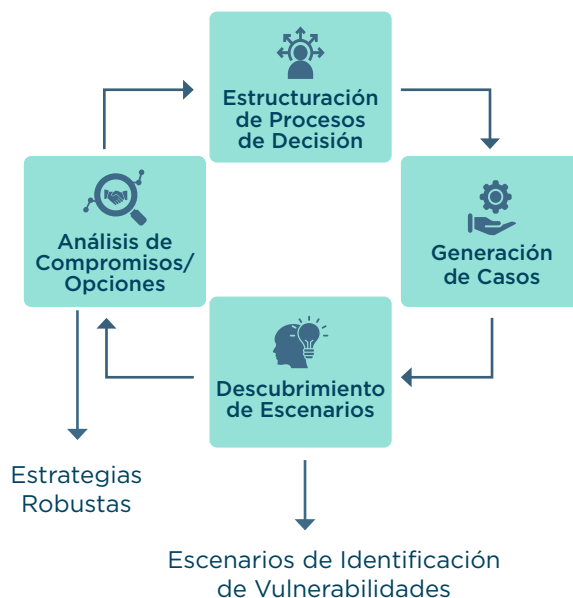 Estructuración
de Procesos
de Decisión
Análisis de
Compromisos/
Opciones
Generación
de Casos
Descubrimiento
de Escenarios
Estrategias
Robustas
Escenarios de Identificación
de Vulnerabilidades